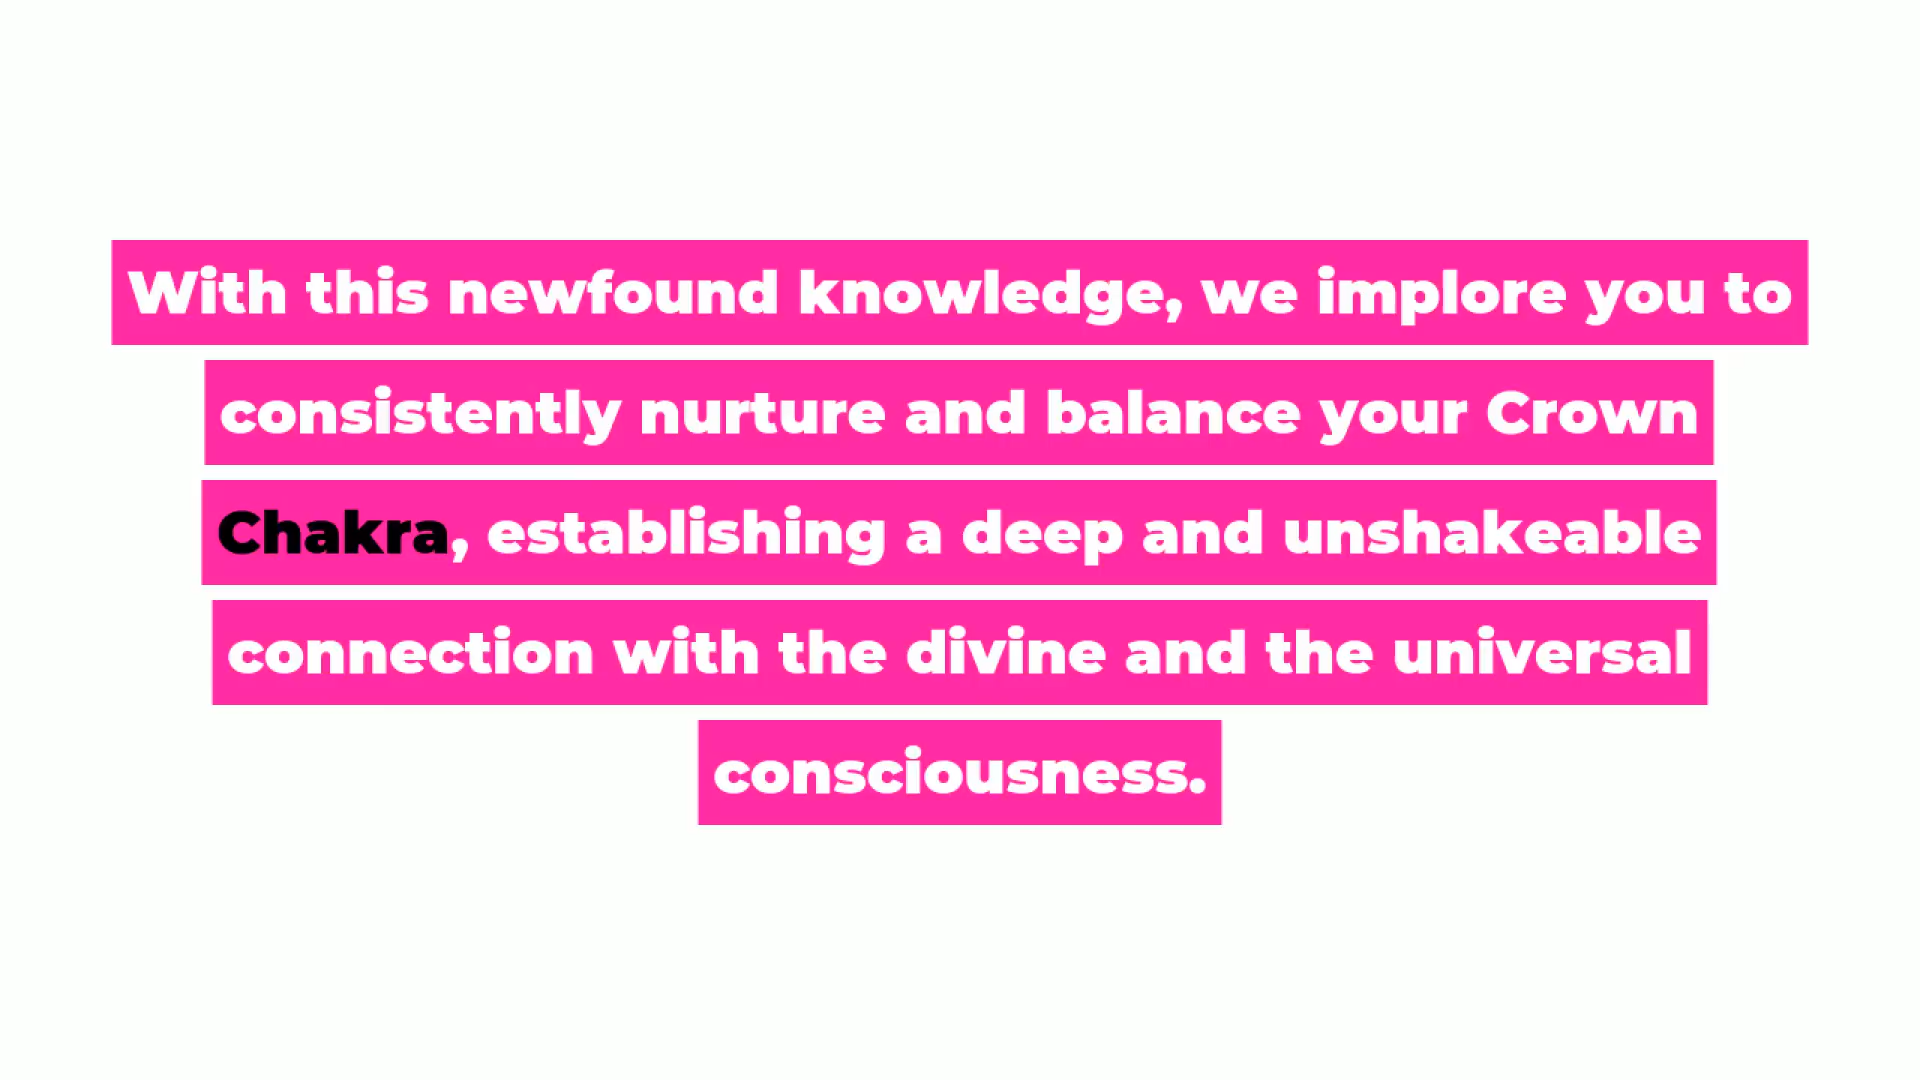 With this newfound knowledge, we implore you to
consistently nurture and balance your Crown
Chakra, establishing a deep and unshakeable
connection with the divine and the universal
consciousness.